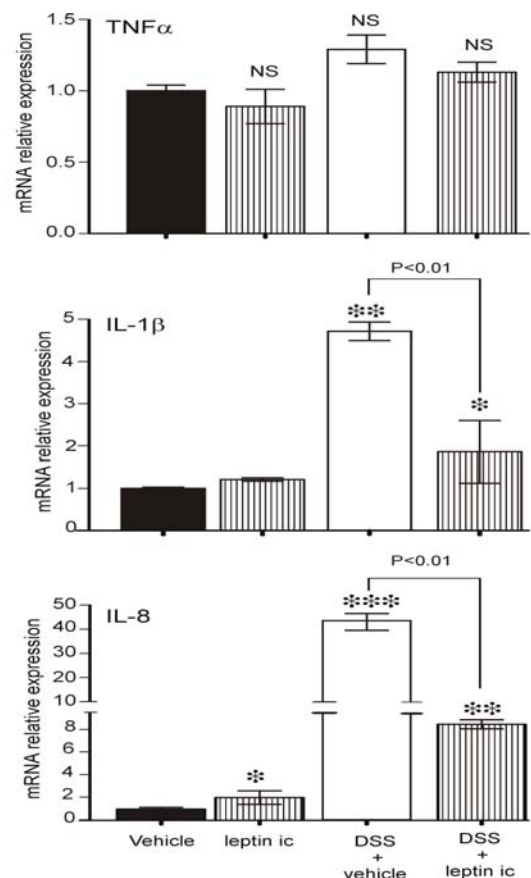 TNFα
mRNA relative expression
1.5
1.0
0.5
0.0
NS
NS
NS
IL-1β
mRNA relative expression
5
4
2
1
0
P<0.01
**
*
IL-8
mRNA relative expression
50
40
30
20
10
8
6
4
2
0
P<0.01
*
***
**
Vehicle
leptin ic
DSS
+
vehicle
DSS
+
leptin ic